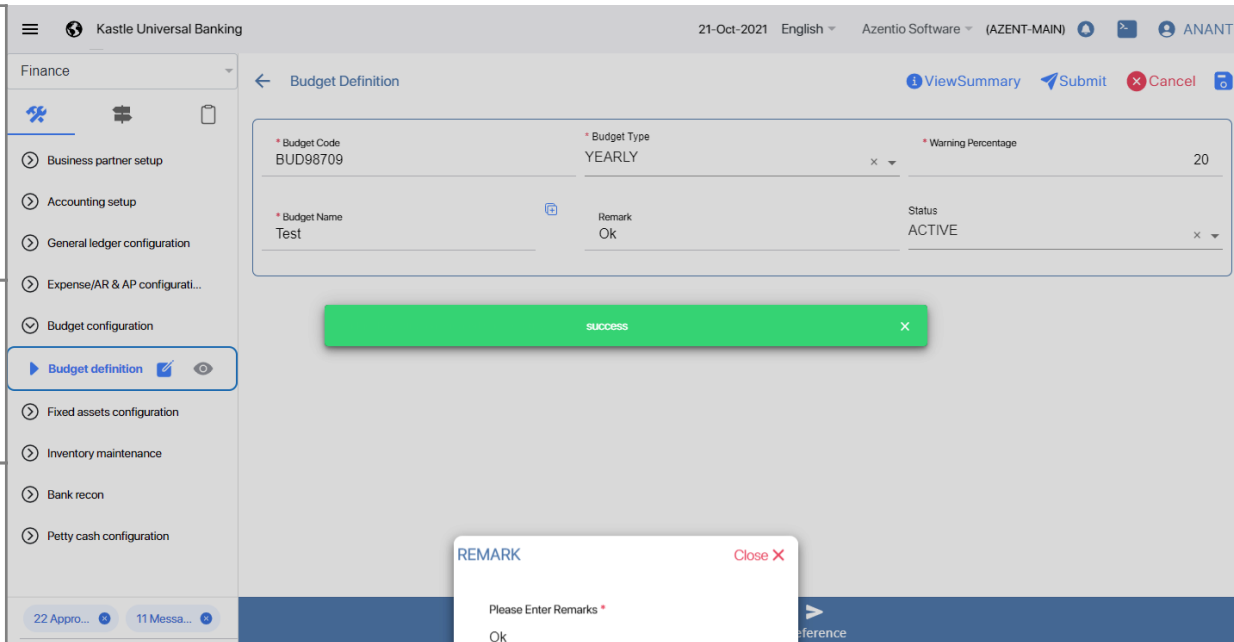 Kastle Universal Banking
21-Oct-2021 English Azentio Software (AZENT-MAIN) ANANT
Finance
Budget Definition
ViewSummary Submit Cancel
Business partner setup
Accounting setup
General ledger configuration
Expense/AR & AP configurati...
Budget configuration
Budget definition
Fixed assets configuration
Inventory maintenance
Bank recon
Petty cash configuration
22 Appro... 11 Messa...
* Budget Code
BUD98709
* Budget Type
YEARLY
* Warning Percentage
20
* Budget Name
Test
Remark
Ok
Status
ACTIVE
success
REMARK
Close
Please Enter Remarks *
Ok
eference